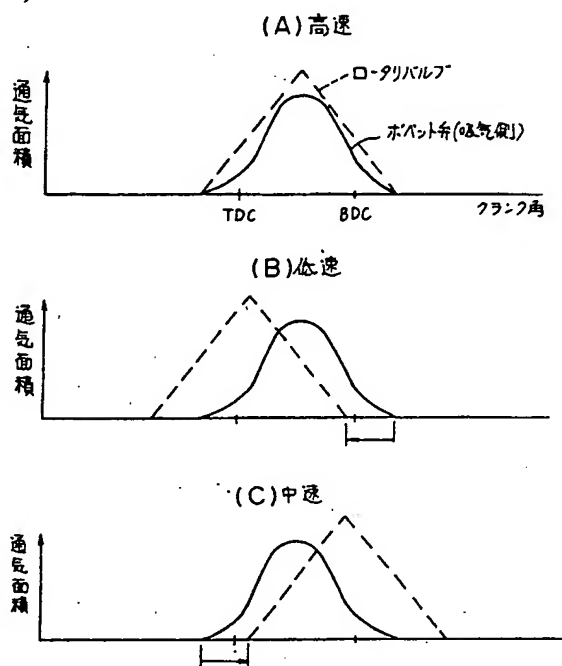 (A)高速
通気面積
ロータリバルブ
ポペット弁(吸気側)
TDC
BDC
クランク角
(B)低速
通気面積
(C)中速
通気面積